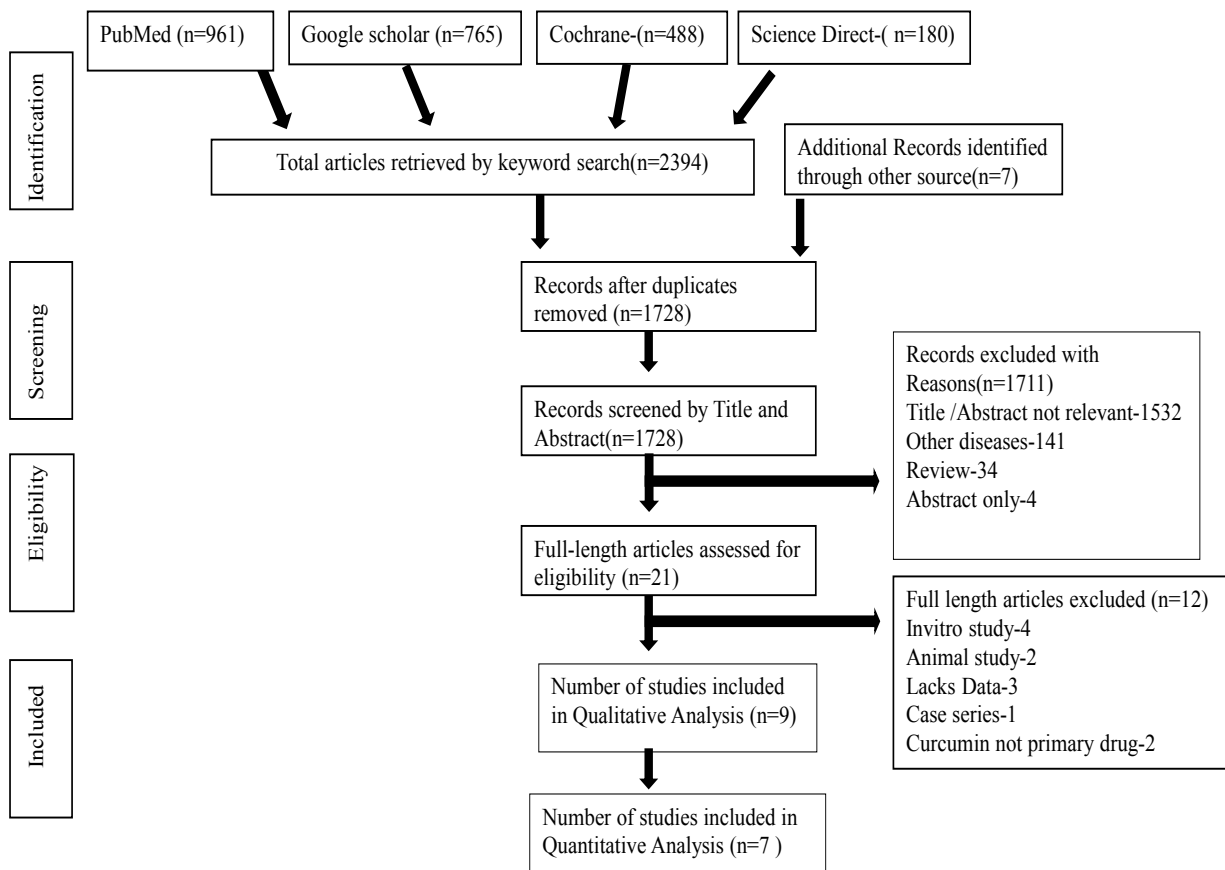 PubMed (n=961)
Google scholar (n=765)
Cochrane-(n=488)
Science Direct-( n=180)
Identification
Total articles retrieved by keyword search(n=2394)
Additional Records identified
through other source(n=7)
Screening
Records after duplicates
removed (n=1728)
Records screened by Title and
Abstract(n=1728)
Records excluded with
Reasons(n=1711)
Title /Abstract not relevant-1532
Other diseases-141
Review-34
Abstract only-4
Eligibility
Full-length articles assessed for
eligibility (n=21)
Full length articles excluded (n=12)
Invitro study-4
Animal study-2
Lacks Data-3
Case series-1
Curcumin not primary drug-2
Included
Number of studies included
in Qualitative Analysis (n=9)
Number of studies included in
Quantitative Analysis (n=7 )